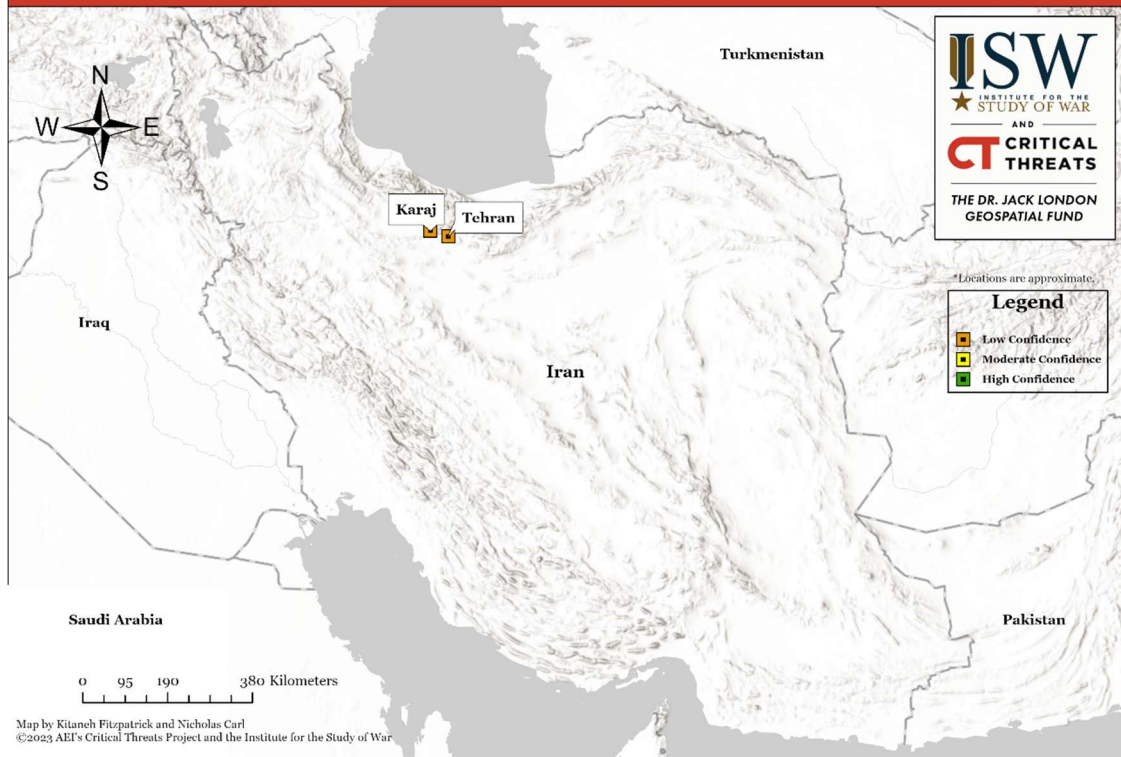 Turkmenistan
N
W E
S
ISW
INSTITUTE FOR THE
STUDY OF WAR
AND
CT CRITICAL
THREATS
THE DR. JACK LONDON
GEOSPATIAL FUND
Karaj
Tehran
*Locations are approximate.
Legend
Low Confidence
Moderate Confidence
High Confidence
Iraq
Iran
Saudi Arabia
Pakistan
0 95 190 380 Kilometers
Map by Kitaneh Fitzpatrick and Nicholas Carl
©2023 AEI's Critical Threats Project and the Institute for the Study of War